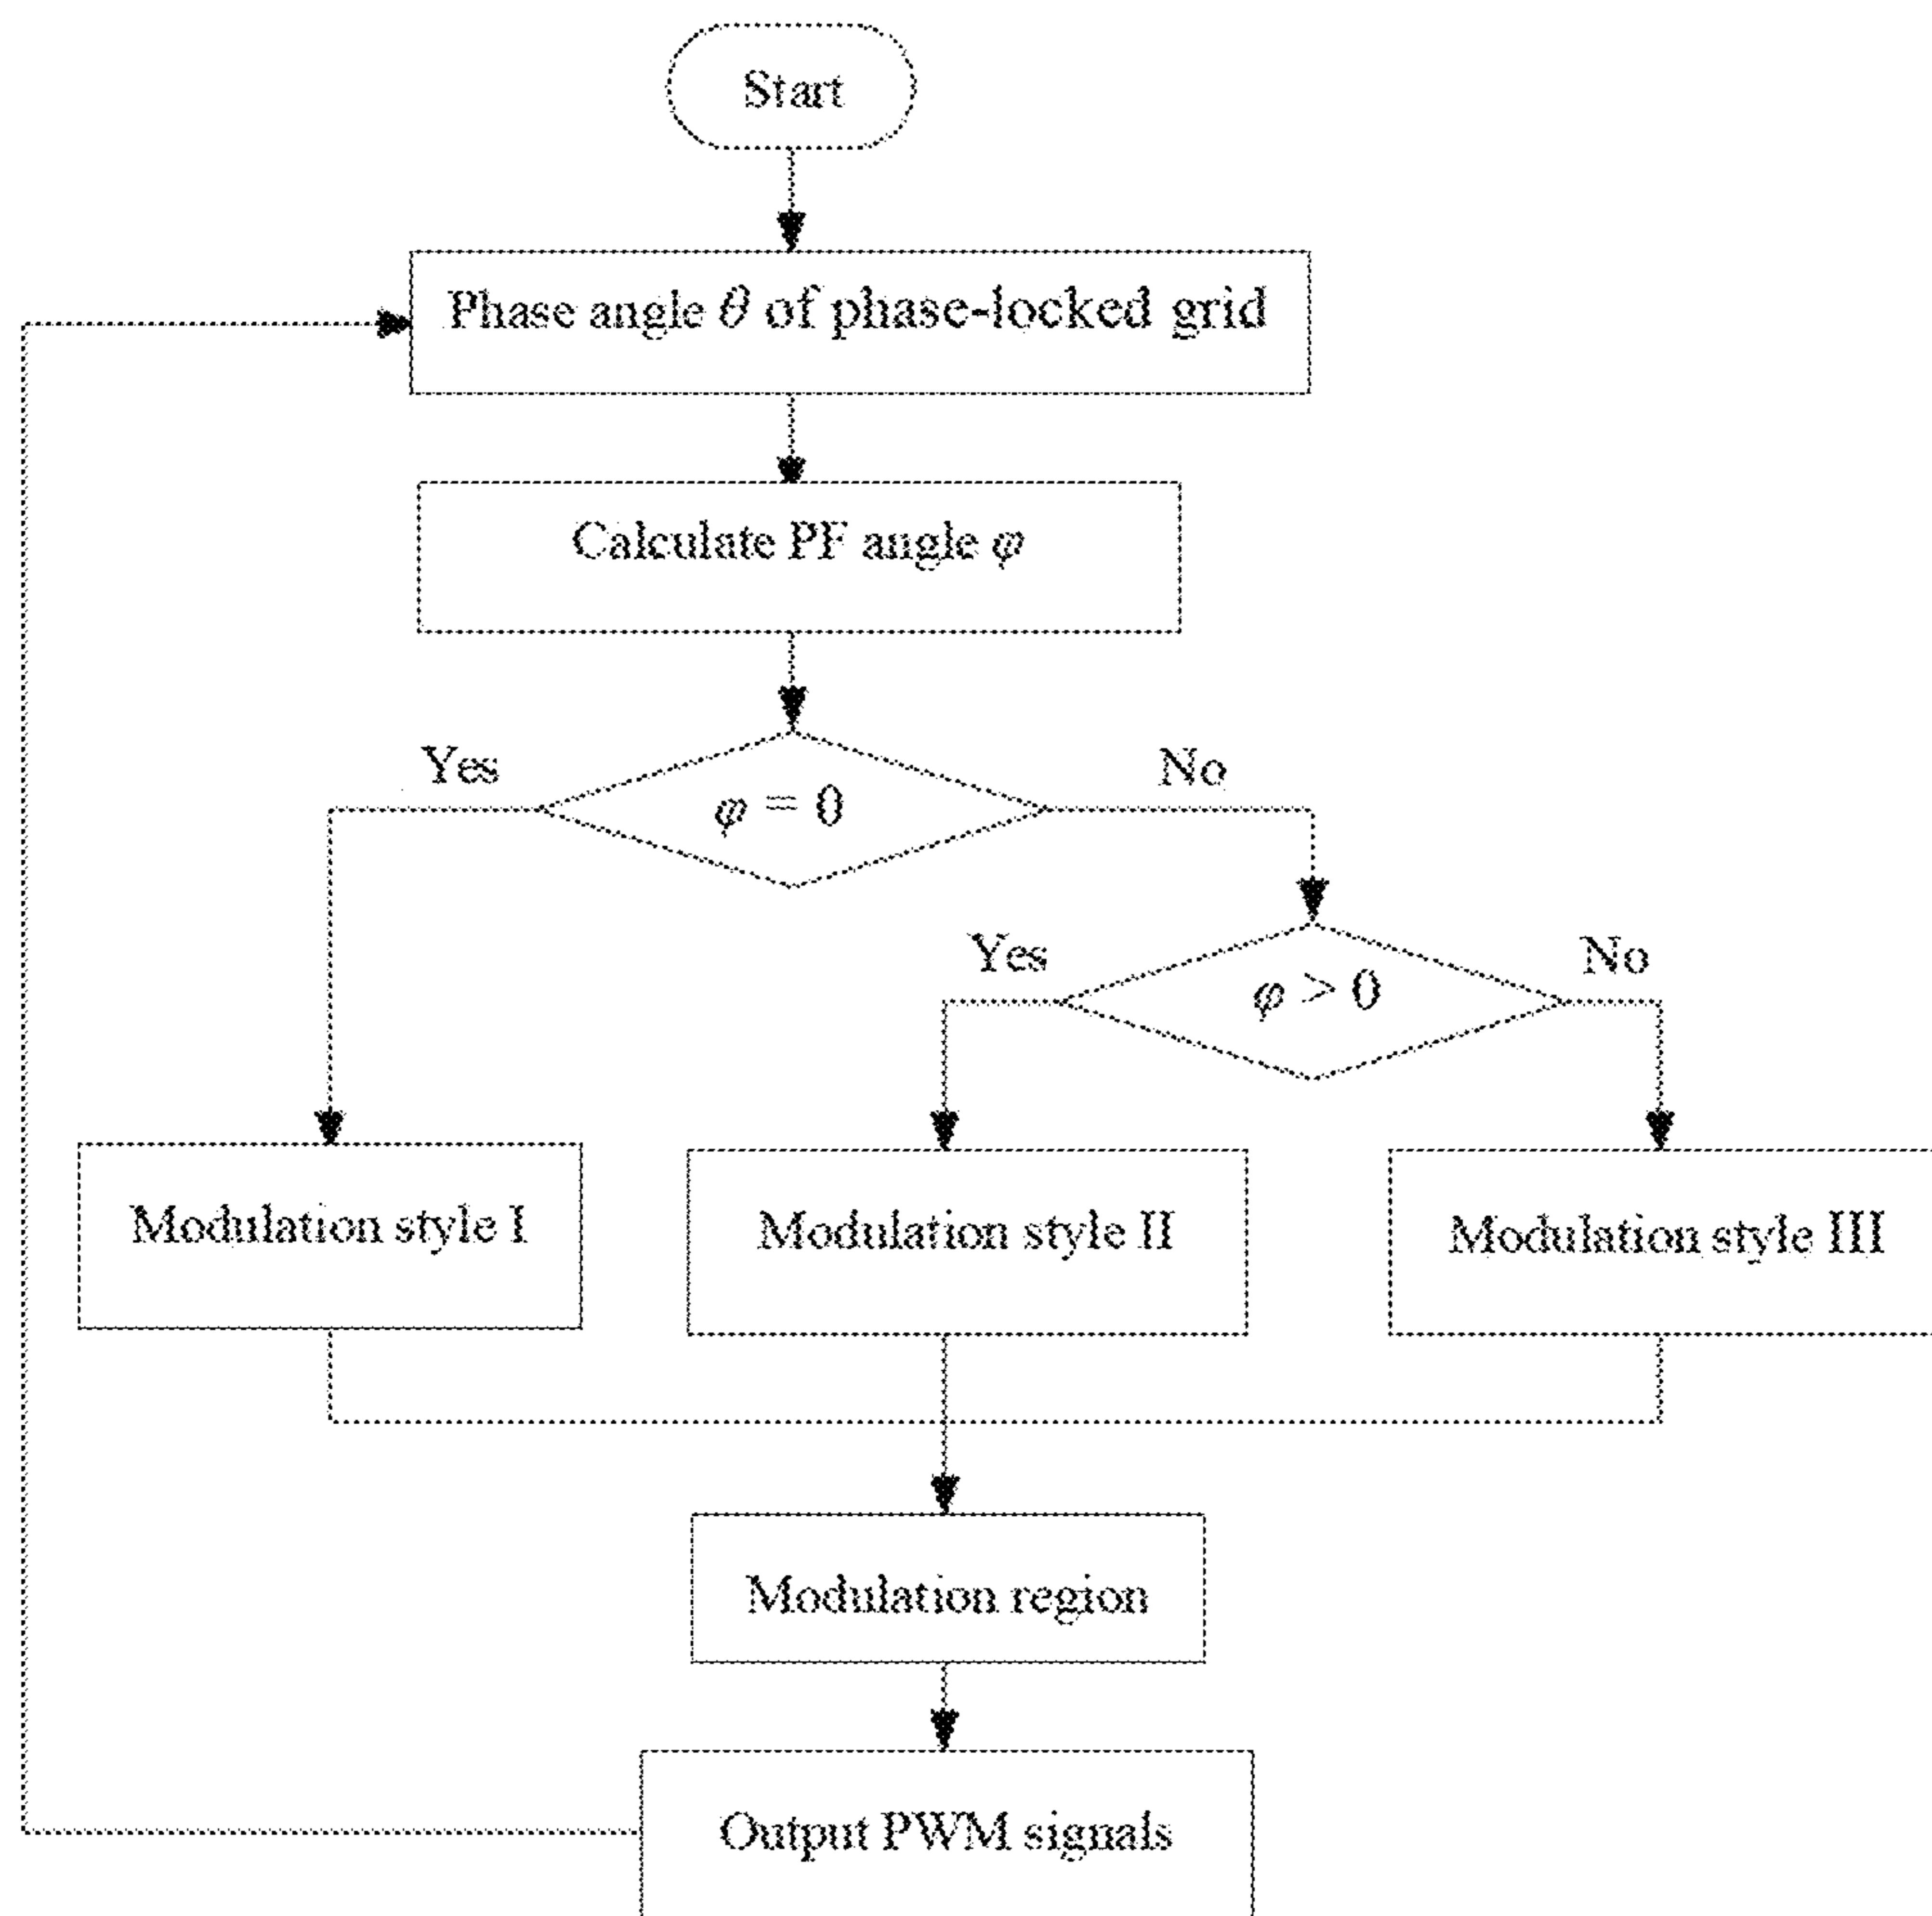 Start
Phase angle θ of phase-locked grid
Calculate PF angle φ
Yes
φ = 0
No
Yes
φ > 0
No
Modulation style I
Modulation style II
Modulation style III
Modulation region
Output PWM signals